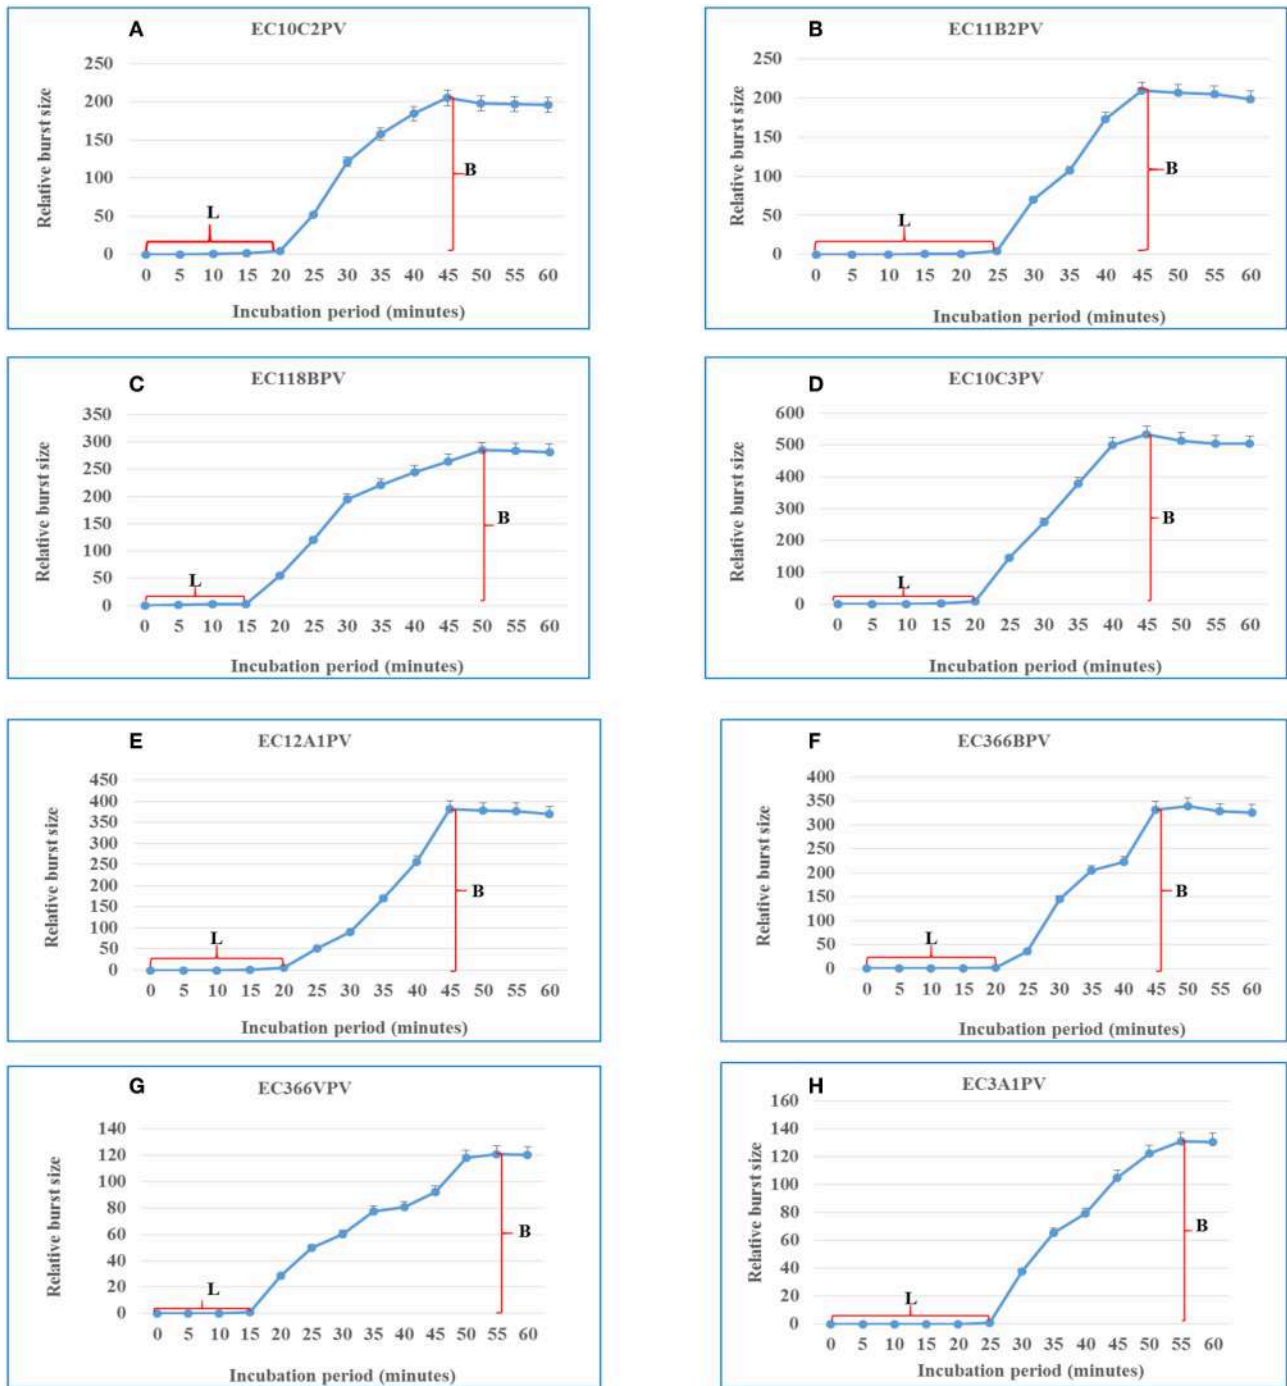 A
EC10C2PV
Relative burst size
250
200
150
100
50
0
L
B
0 5 10 15 20 25 30 35 40 45 50 55 60
Incubation period (minutes)
B
EC11B2PV
Relative burst size
250
200
150
100
50
0
L
B
0 5 10 15 20 25 30 35 40 45 50 55 60
Incubation period (minutes)
C
EC118BPV
Relative burst size
350
300
250
200
150
100
50
0
L
B
0 5 10 15 20 25 30 35 40 45 50 55 60
Incubation period (minutes)
D
EC10C3PV
Relative burst size
600
500
400
300
200
100
0
L
B
0 5 10 15 20 25 30 35 40 45 50 55 60
Incubation period (minutes)
E
EC12A1PV
Relative burst size
450
400
350
300
250
200
150
100
50
0
L
B
0 5 10 15 20 25 30 35 40 45 50 55 60
Incubation period (minutes)
F
EC366BPV
Relative burst size
400
350
300
250
200
150
100
50
0
L
B
0 5 10 15 20 25 30 35 40 45 50 55 60
Incubation period (minutes)
G
EC366VPV
Relative burst size
140
120
100
80
60
40
20
0
L
B
0 5 10 15 20 25 30 35 40 45 50 55 60
Incubation period (minutes)
H
EC3A1PV
Relative burst size
160
140
120
100
80
60
40
20
0
L
B
0 5 10 15 20 25 30 35 40 45 50 55 60
Incubation period (minutes)